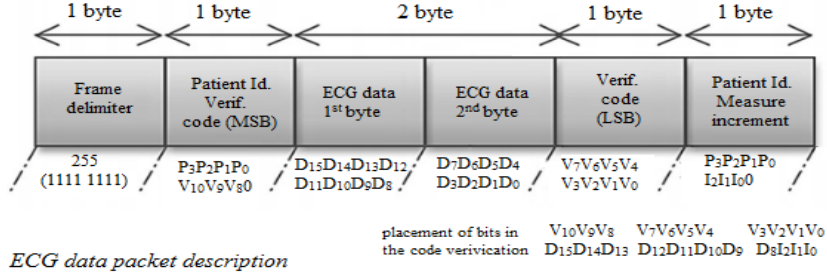 1 byte 1 byte 2 byte 1 byte 1 byte
Frame delimiter
Patient Id. Verif. code (MSB)
ECG data 1st byte
ECG data 2nd byte
Verif. code (LSB)
Patient Id. Measure increment
255
(1111 1111)
P3P2P1P0
V10V9V80
D15D14D13D12
D11D10D9D8
D7D6D5D4
D3D2D1D0
V7V6V5V4
V3V2V1V0
P3P2P1P0
I2I1I00
placement of bits in V10V9V8 V7V6V5V4 V3V2V1V0
the code verivication D15D14D13 D12D11D10D9 D8I2I1I0
ECG data packet description